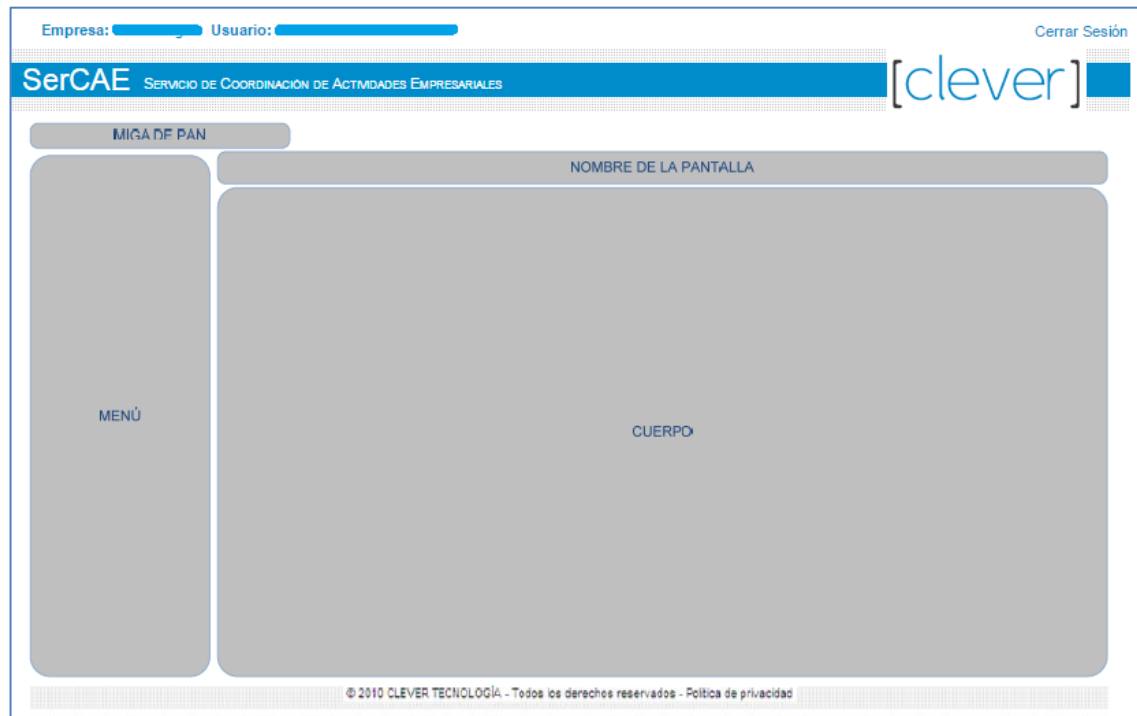 Empresa: Usuario: Cerrar Sesión
SerCAE SERVICIO DE COORDINACIÓN DE ACTIVIDADES EMPRESARIALES [clever]
MIGA DE PAN
NOMBRE DE LA PANTALLA
MENÚ
CUERPO
© 2010 CLEVER TECNOLOGÍA - Todos los derechos reservados - Política de privacidad